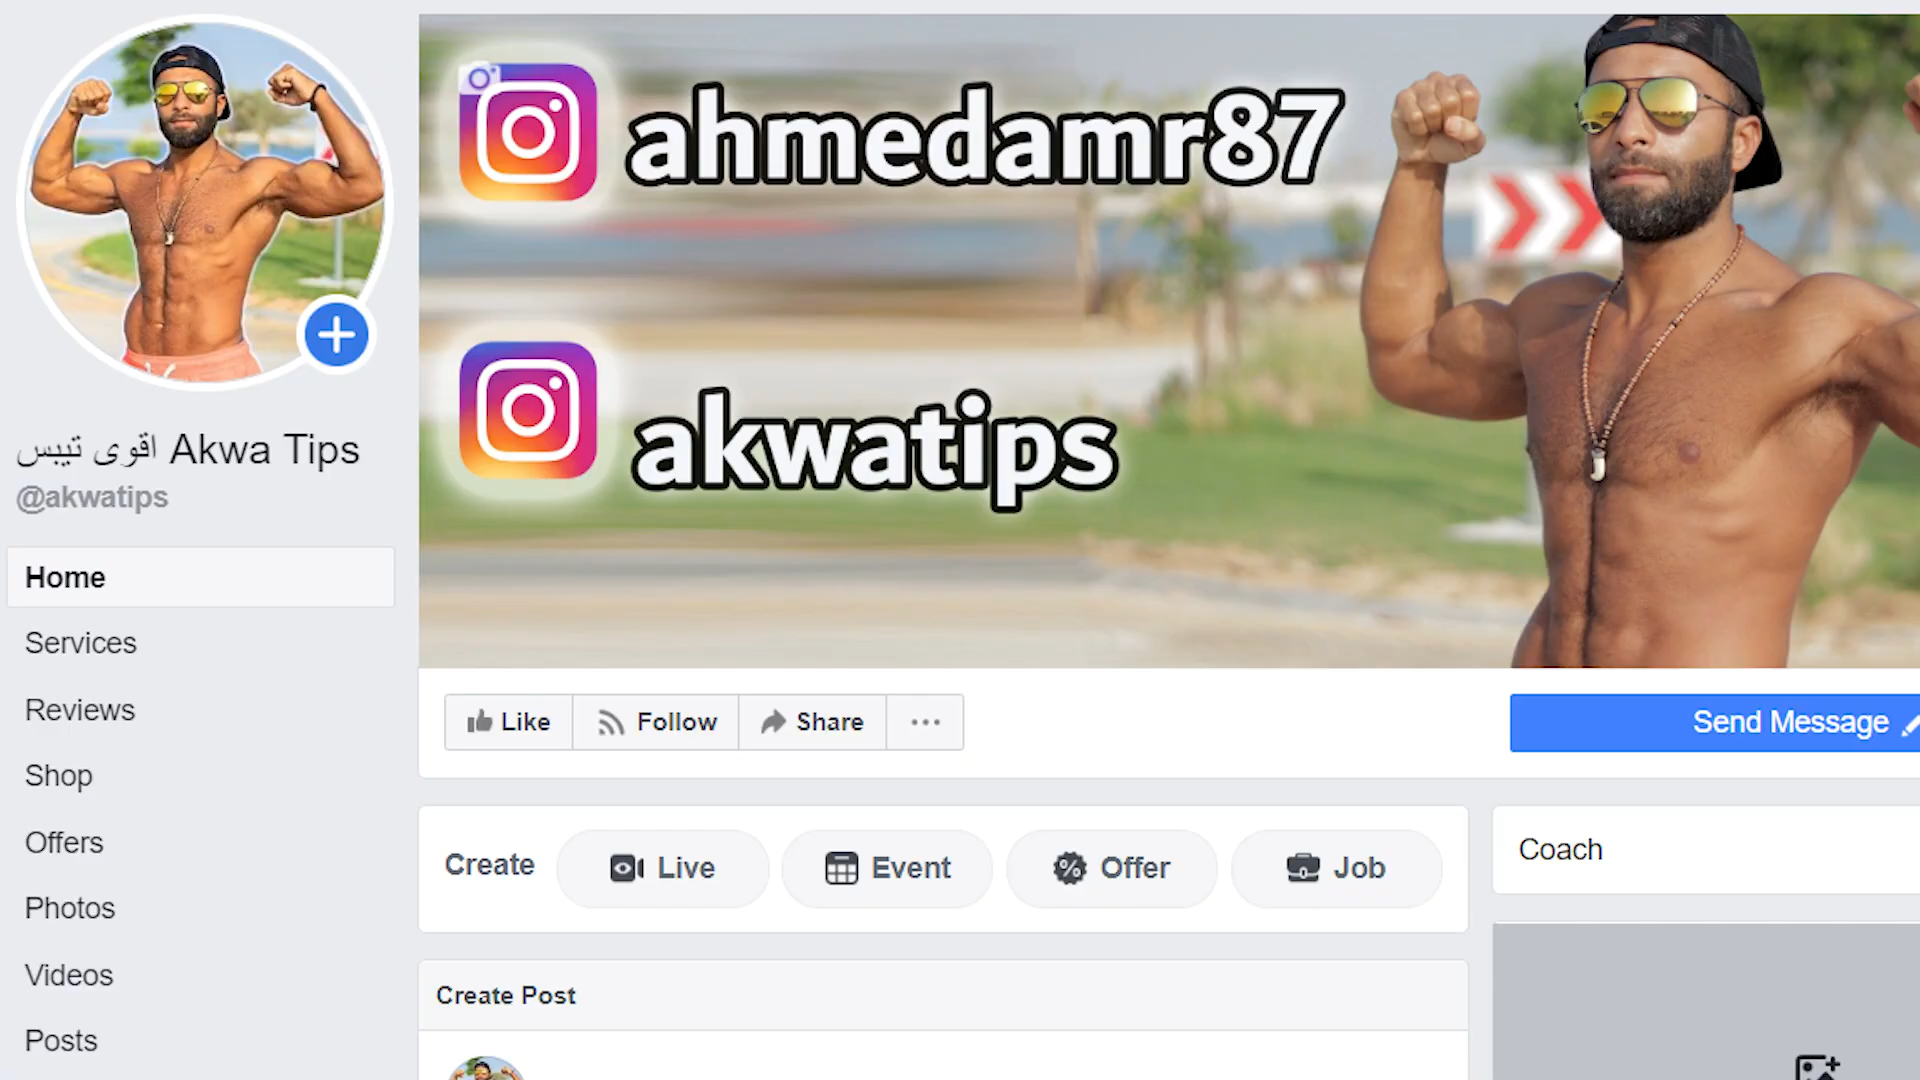 ahmedamr87
akwatips
اقوى تيبس Akwa Tips
@akwatips
Home
Services
Reviews
Shop
Offers
Photos
Videos
Posts
Like
Follow
Share
Send Message
Create
Live
Event
Offer
Job
Coach
Create Post